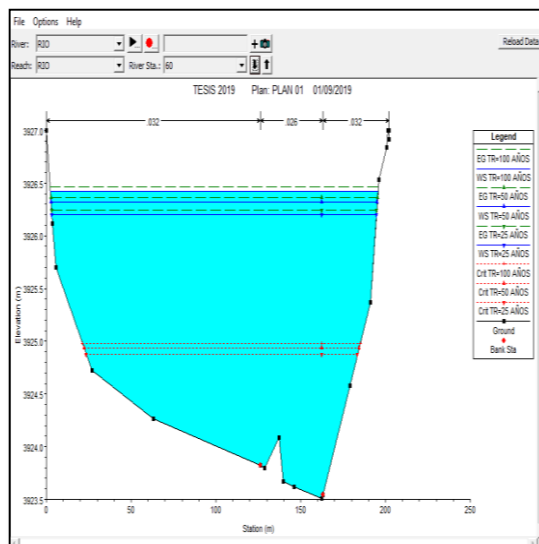 File Options Help
River: RIO
Reload Data
Reach: RIO River Sta.: 60
TESIS 2019 Plan: PLAN 01 01/09/2019
.032 .026 .032
3927.0
3926.5
3926.0
3925.5
3925.0
3924.5
3924.0
3923.5
Elevation (m)
0 50 100 150 200 250
Station (m)
Legend
EG TR=100 AÑOS
WS TR=100 AÑOS
EG TR=50 AÑOS
WS TR=50 AÑOS
EG TR=25 AÑOS
WS TR=25 AÑOS
Crit TR=100 AÑOS
Crit TR=50 AÑOS
Crit TR=25 AÑOS
Ground
Bank Sta